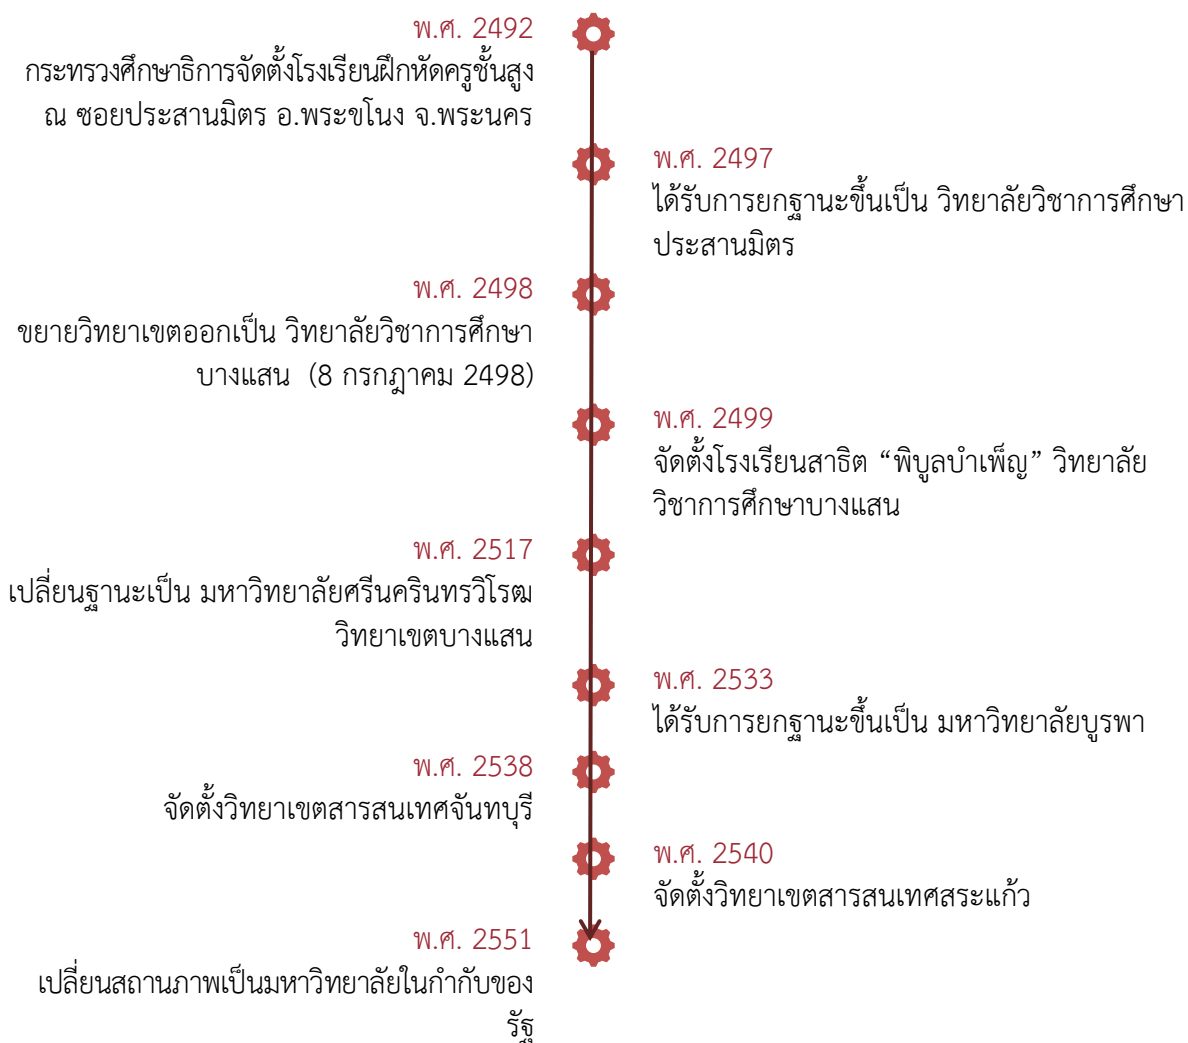 พ.ศ. 2492
กระทรวงศึกษาธิการจัดตั้งโรงเรียนฝึกหัดครูชั้นสูง
ณ ซอยประสานมิตร อ.พระขโนง จ.พระนคร
พ.ศ. 2497
ได้รับการยกฐานะขึ้นเป็น วิทยาลัยวิชาการศึกษา
ประสานมิตร
พ.ศ. 2498
ขยายวิทยาเขตออกเป็น วิทยาลัยวิชาการศึกษา
บางแสน (8 กรกฎาคม 2498)
พ.ศ. 2499
จัดตั้งโรงเรียนสาธิต “พิบูลบำเพ็ญ” วิทยาลัย
วิชาการศึกษาบางแสน
พ.ศ. 2517
เปลี่ยนฐานะเป็น มหาวิทยาลัยศรีนครินทรวิโรฒ
วิทยาเขตบางแสน
พ.ศ. 2533
ได้รับการยกฐานะขึ้นเป็น มหาวิทยาลัยบูรพา
พ.ศ. 2538
จัดตั้งวิทยาเขตสารสนเทศจันทบุรี
พ.ศ. 2540
จัดตั้งวิทยาเขตสารสนเทศสระแก้ว
พ.ศ. 2551
เปลี่ยนสถานภาพเป็นมหาวิทยาลัยในกำกับของ
รัฐ